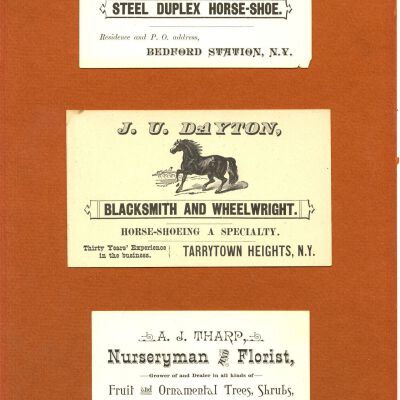 STEEL DUPLEX HORSE-SHOE.
Residence and P. O. address,
BEDFORD STATION, N.Y.
J. U. DAYTON,
BLACKSMITH AND WHEELWRIGHT.
HORSE-SHOEING A SPECIALTY.
Thirty Years' Experience
in the business.
TARRYTOWN HEIGHTS, N.Y.
A. J. THARP,
Nurseryman and Florist,
Grower of and Dealer in all kinds of
Fruit and Ornamental Trees, Shrubs,